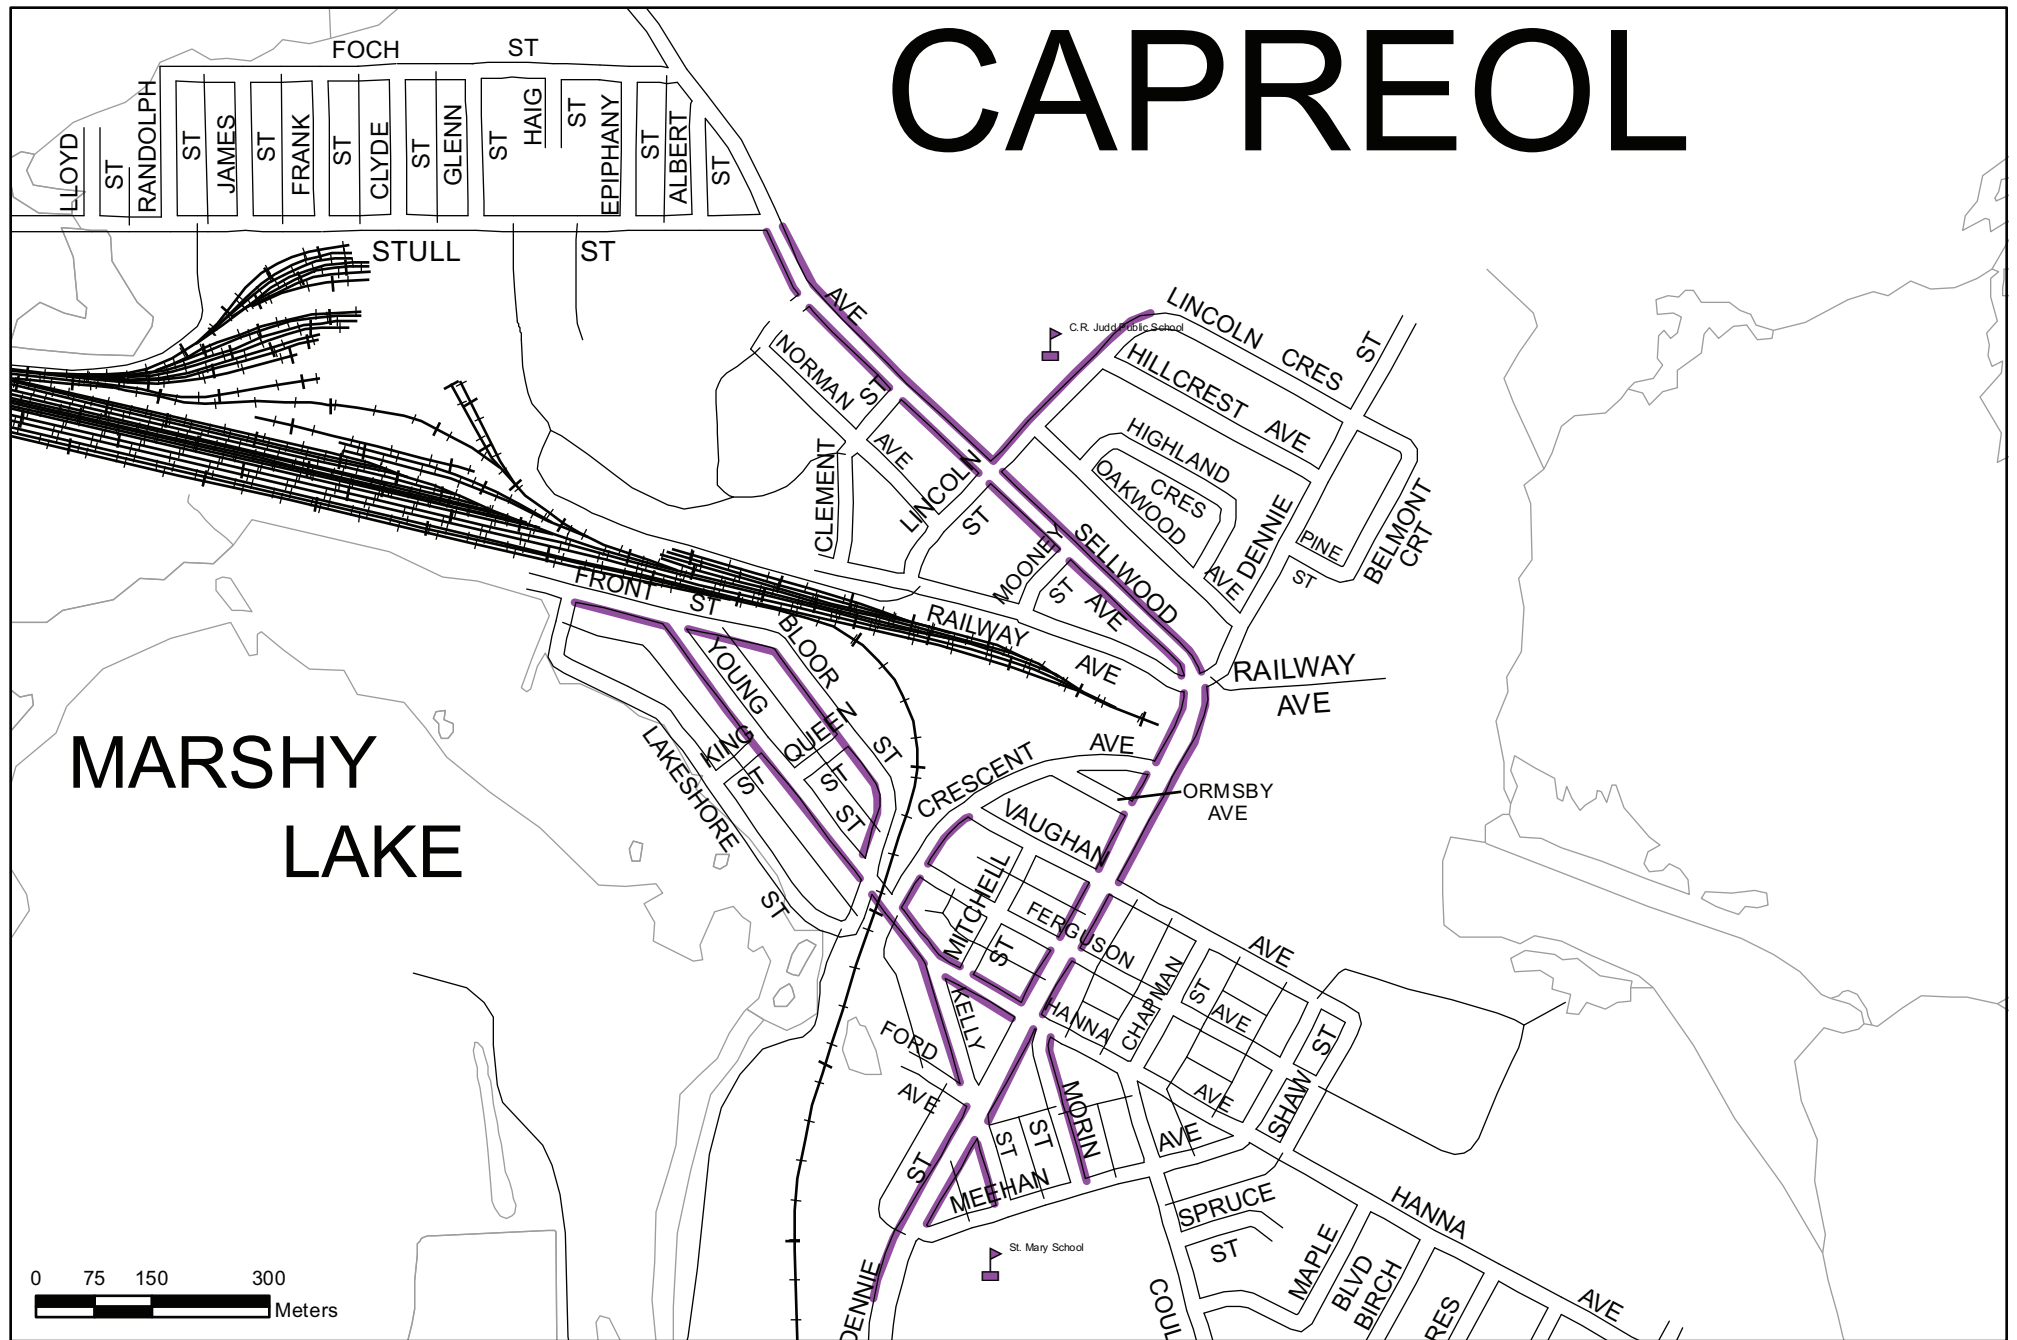 CAPREOL
FOCH ST
LLOYD ST
RANDOLPH ST
JAMES ST
FRANK ST
CLYDE ST
GLENN ST
HAIG ST
EPIPHANY ST
ALBERT ST
STULL ST
AVE
C.R. Judd Public School
LINCOLN CRES
ST
HILLCREST AVE
NORMAN
ST
AVE
HIGHLAND
CRES
OAKWOOD
AVE
DENNIE
PINE
ST
BELMONT
CRT
CLEMENT
LINCOLN
ST
MOONEY
ST
SELLWOOD
AVE
FRONT ST
RAILWAY
AVE
RAILWAY
AVE
BLOOR
ST
YOUNG
ST
KING
ST
QUEEN
ST
LAKESHORE
ST
MARSHY
LAKE
CRESCENT AVE
ORMSBY
AVE
VAUGHAN
AVE
MITCHELL
ST
FERGUSON
AVE
CHAPMAN
ST
HANNA
AVE
KELLY
ST
FORD
AVE
MORIN
ST
SHAW ST
AVE
MEEHAN
ST
SPRUCE
ST
HANNA
AVE
MAPLE
BLVD
BIRCH
RES
COUL
DENNIE
St. Mary School
0 75 150 300
Meters